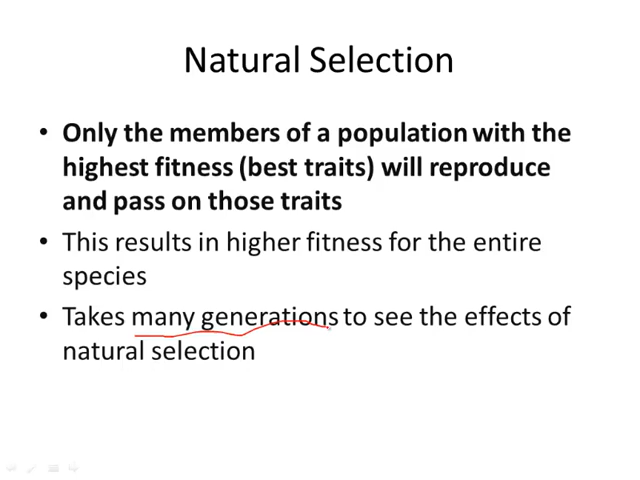 Natural Selection
• Only the members of a population with the
highest fitness (best traits) will reproduce
and pass on those traits
• This results in higher fitness for the entire
species
• Takes many generations to see the effects of
natural selection